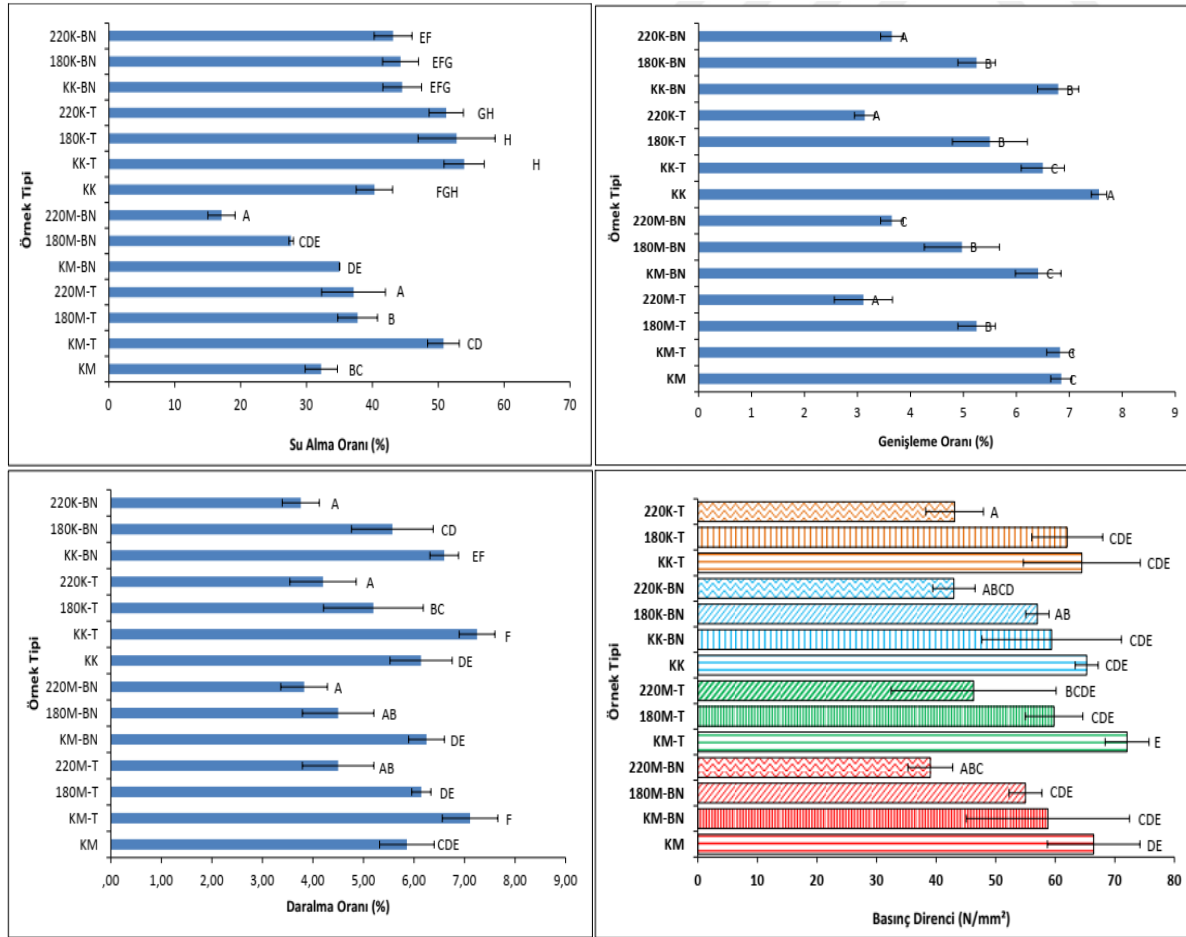 220K-BN EF
180K-BN EFG
KK-BN EFG
220K-T GH
180K-T H
KK-T H
KK FGH
220M-BN A
180M-BN CDE
KM-BN DE
220M-T A
180M-T B
KM-T CD
KM BC
Örnek Tipi
0 10 20 30 40 50 60 70
Su Alma Oranı (%)
220K-BN A
180K-BN B
KK-BN B
220K-T A
180K-T B
KK-T C
KK A
220M-BN C
180M-BN B
KM-BN C
220M-T A
180M-T B
KM-T C
KM C
Örnek Tipi
0 1 2 3 4 5 6 7 8 9
Genişleme Oranı (%)
220K-BN A
180K-BN CD
KK-BN EF
220K-T A
180K-T BC
KK-T F
KK DE
220M-BN A
180M-BN AB
KM-BN DE
220M-T AB
180M-T DE
KM-T F
KM CDE
Örnek Tipi
,00 1,00 2,00 3,00 4,00 5,00 6,00 7,00 8,00 9,00
Daralma Oranı (%)
220K-T A
180K-T CDE
KK-T CDE
220K-BN ABCD
180K-BN AB
KK-BN CDE
KK CDE
220M-T BCDE
180M-T CDE
KM-T E
220M-BN ABC
180M-BN CDE
KM-BN CDE
KM DE
Örnek Tipi
0 10 20 30 40 50 60 70 80
Basınç Direnci (N/mm²)